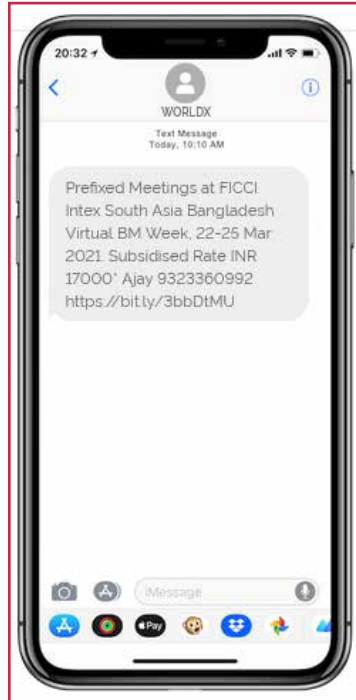 20:32
WORLDX
Text Message
Today, 10:10 AM
Prefixed Meetings at FICCI
Intex South Asia Bangladesh
Virtual BM Week, 22-25 Mar
2021. Subsidised Rate INR
17000* Ajay 9323360992
https://bit.ly/3bbDtMU
iMessage
Pay